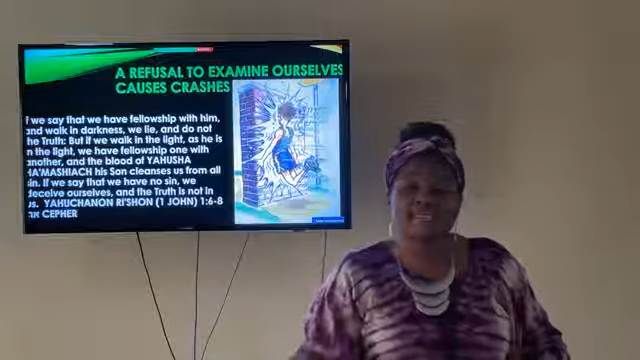 A REFUSAL TO EXAMINE OURSELVES
CAUSES CRASHES
f we say that we have fellowship with him,
and walk in darkness, we lie, and do not
he Truth: But if we walk in the light, as he is
n the light, we have fellowship one with
nother, and the blood of YAHUSHA
HA'MASHIACH his Son cleanses us from all
in. If we say that we have no sin, we
deceive ourselves, and the Truth is not in
us. YAHUCHANON RI'SHON (1 JOHN) 1:6-8
CEPHER